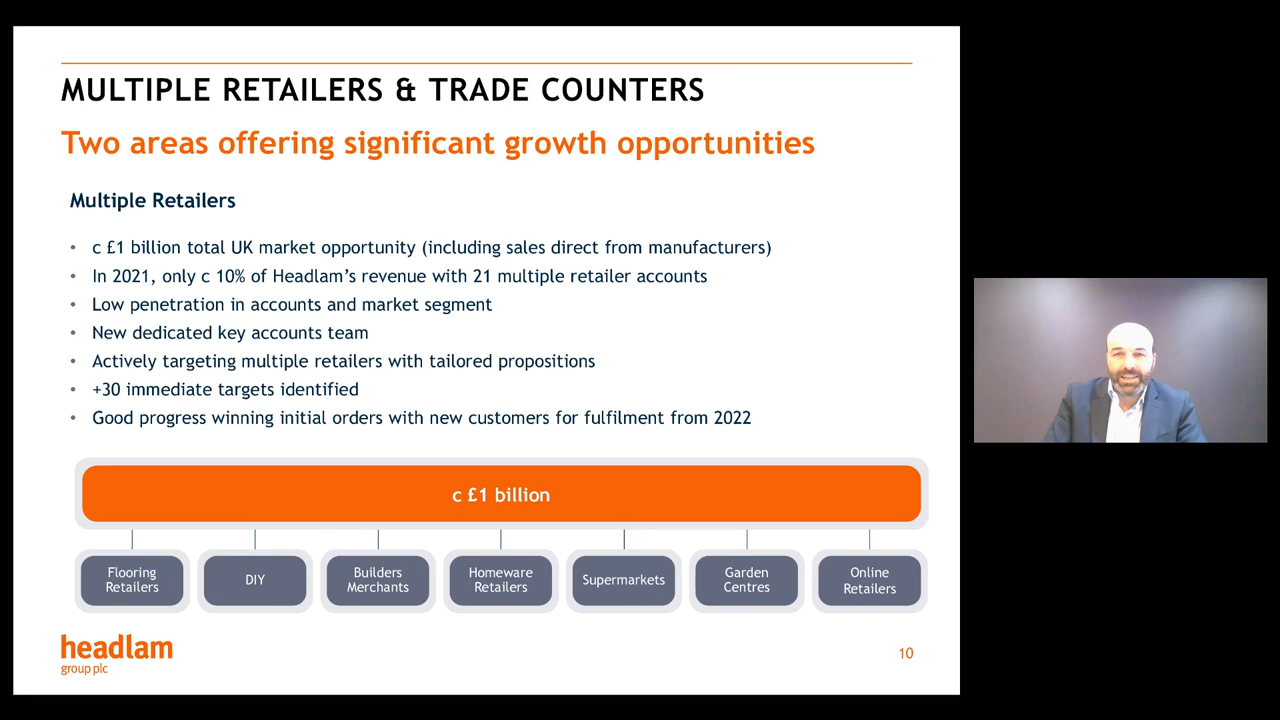 MULTIPLE RETAILERS & TRADE COUNTERS
Two areas offering significant growth opportunities
Multiple Retailers
• c £1 billion total UK market opportunity (including sales direct from manufacturers)
• In 2021, only c 10% of Headlam’s revenue with 21 multiple retailer accounts
• Low penetration in accounts and market segment
• New dedicated key accounts team
• Actively targeting multiple retailers with tailored propositions
• +30 immediate targets identified
• Good progress winning initial orders with new customers for fulfilment from 2022
c £1 billion
Flooring
Retailers
DIY
Builders
Merchants
Homeware
Retailers
Supermarkets
Garden
Centres
Online
Retailers
headlam
group plc
10